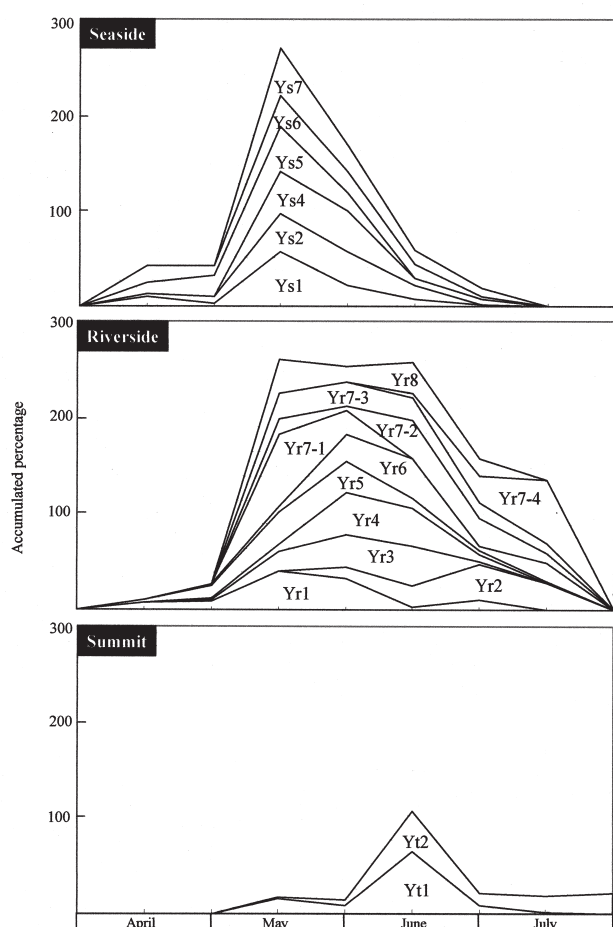 300
Seaside
Ys7
200
Ys6
Ys5
Ys4
100
Ys2
Ys1
300
Riverside
Yr8
Yr7-3
200
Yr7-2
Yr7-1
Yr6
Yr5
Yr7-4
100
Yr4
Yr3
Yr2
Yr1
Accumulated percentage
300
Summit
200
100
Yt2
Yt1
April May June July